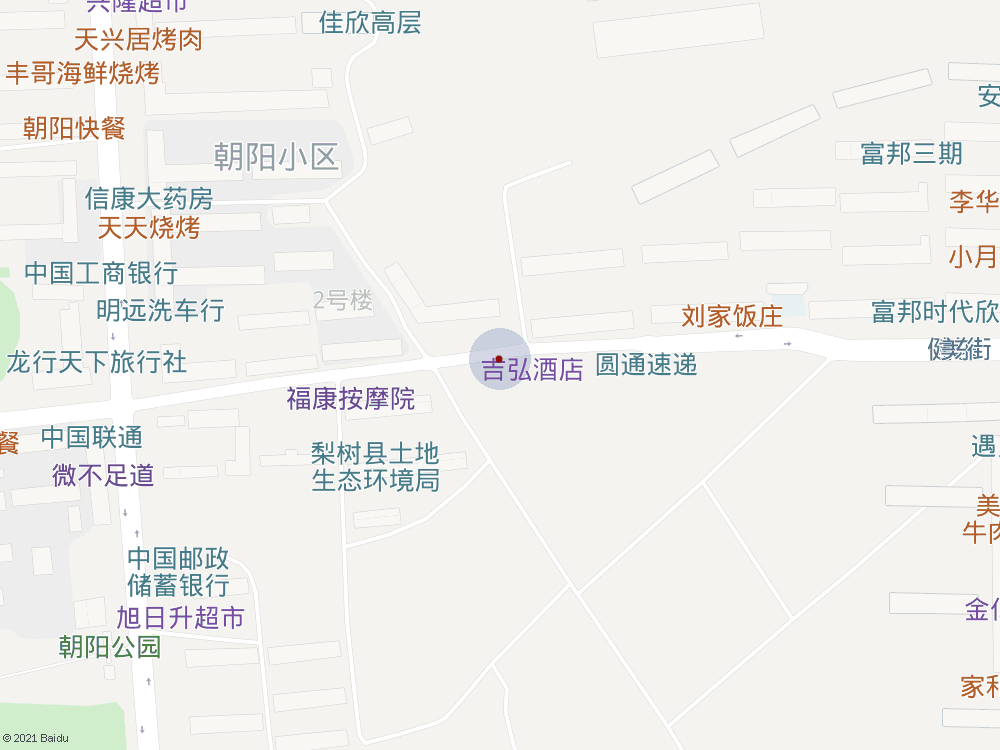 兴隆超市
佳欣高层
天兴居烤肉
丰哥海鲜烧烤
安
朝阳快餐
朝阳小区
富邦三期
信康大药房
李华
天天烧烤
小月
中国工商银行
2号楼
明远洗车行
刘家饭庄
富邦时代欣
龙行天下旅行社
吉弘酒店
圆通速递
街
福康按摩院
餐
中国联通
梨树县土地
生态环境局
遇
微不足道
美
牛肉
中国邮政
储蓄银行
旭日升超市
朝阳公园
家和
© 2021 Baidu